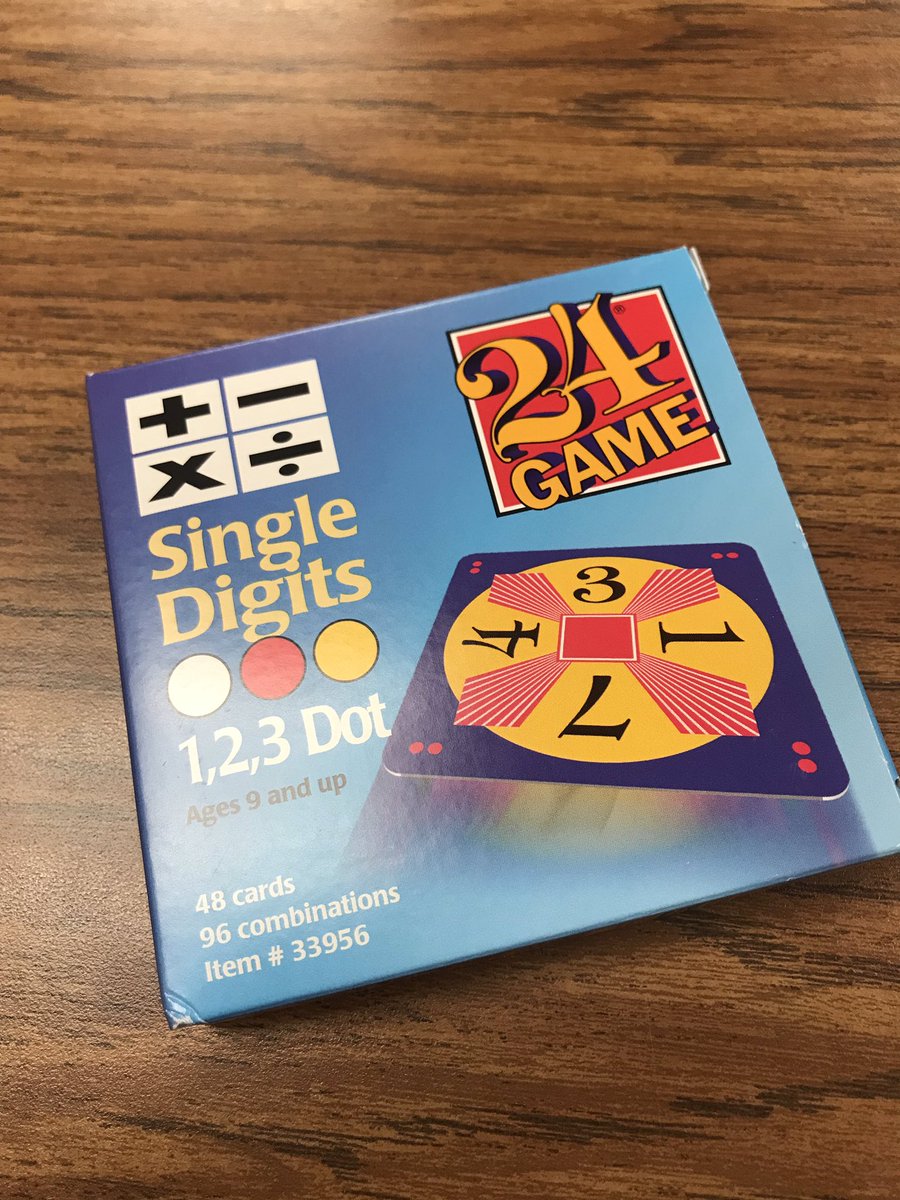 24®
GAME
+ −
x ÷
Single
Digits
1,2,3 Dot
Ages 9 and up
48 cards
96 combinations
Item # 33956
3
4 1
7